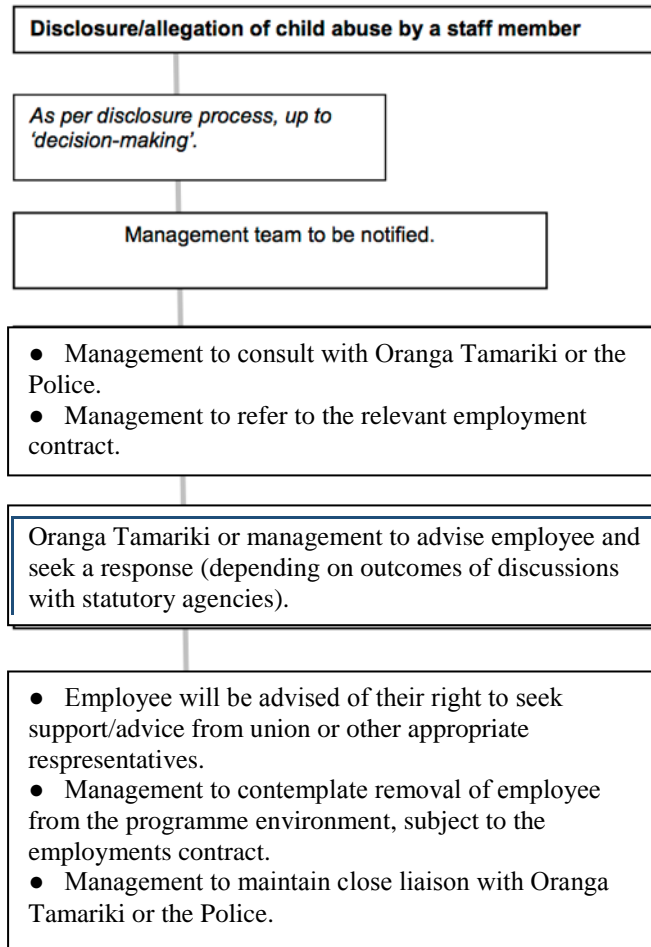 Disclosure/allegation of child abuse by a staff member
As per disclosure process, up to
‘decision-making’.
Management team to be notified.
● Management to consult with Oranga Tamariki or the
Police.
● Management to refer to the relevant employment
contract.
Oranga Tamariki or management to advise employee and
seek a response (depending on outcomes of discussions
with statutory agencies).
● Employee will be advised of their right to seek
support/advice from union or other appropriate
respresentatives.
● Management to contemplate removal of employee
from the programme environment, subject to the
employments contract.
● Management to maintain close liaison with Oranga
Tamariki or the Police.